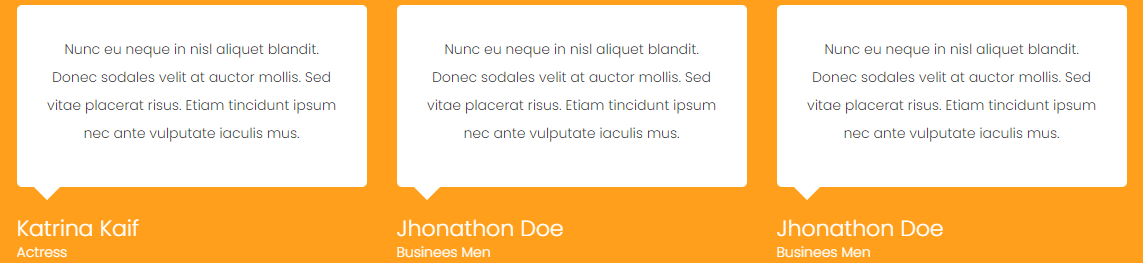 Nunc eu neque in nisl aliquet blandit.
Donec sodales velit at auctor mollis. Sed
vitae placerat risus. Etiam tincidunt ipsum
nec ante vulputate iaculis mus.
Katrina Kaif
Actress
Nunc eu neque in nisl aliquet blandit.
Donec sodales velit at auctor mollis. Sed
vitae placerat risus. Etiam tincidunt ipsum
nec ante vulputate iaculis mus.
Jhonathon Doe
Businees Men
Nunc eu neque in nisl aliquet blandit.
Donec sodales velit at auctor mollis. Sed
vitae placerat risus. Etiam tincidunt ipsum
nec ante vulputate iaculis mus.
Jhonathon Doe
Businees Men